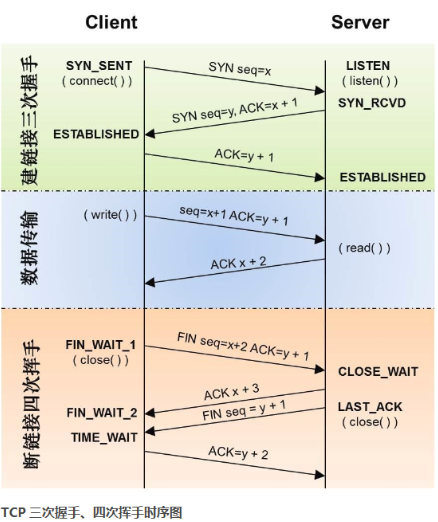 Client Server
建链接三次握手
SYN_SENT
( connect( ) )
SYN seq=x
LISTEN
( listen( ) )
SYN_RCVD
SYN seq=y, ACK=x + 1
ESTABLISHED
ACK=y + 1
ESTABLISHED
数据传输
( write( ) )
seq=x+1 ACK=y + 1
( read( ) )
ACK x + 2
断链接四次挥手
FIN_WAIT_1
( close( ) )
FIN seq=x+2 ACK=y + 1
CLOSE_WAIT
ACK x + 3
FIN_WAIT_2
FIN seq = y + 1
LAST_ACK
( close( ) )
TIME_WAIT
ACK=y + 2
TCP 三次握手、四次挥手时序图